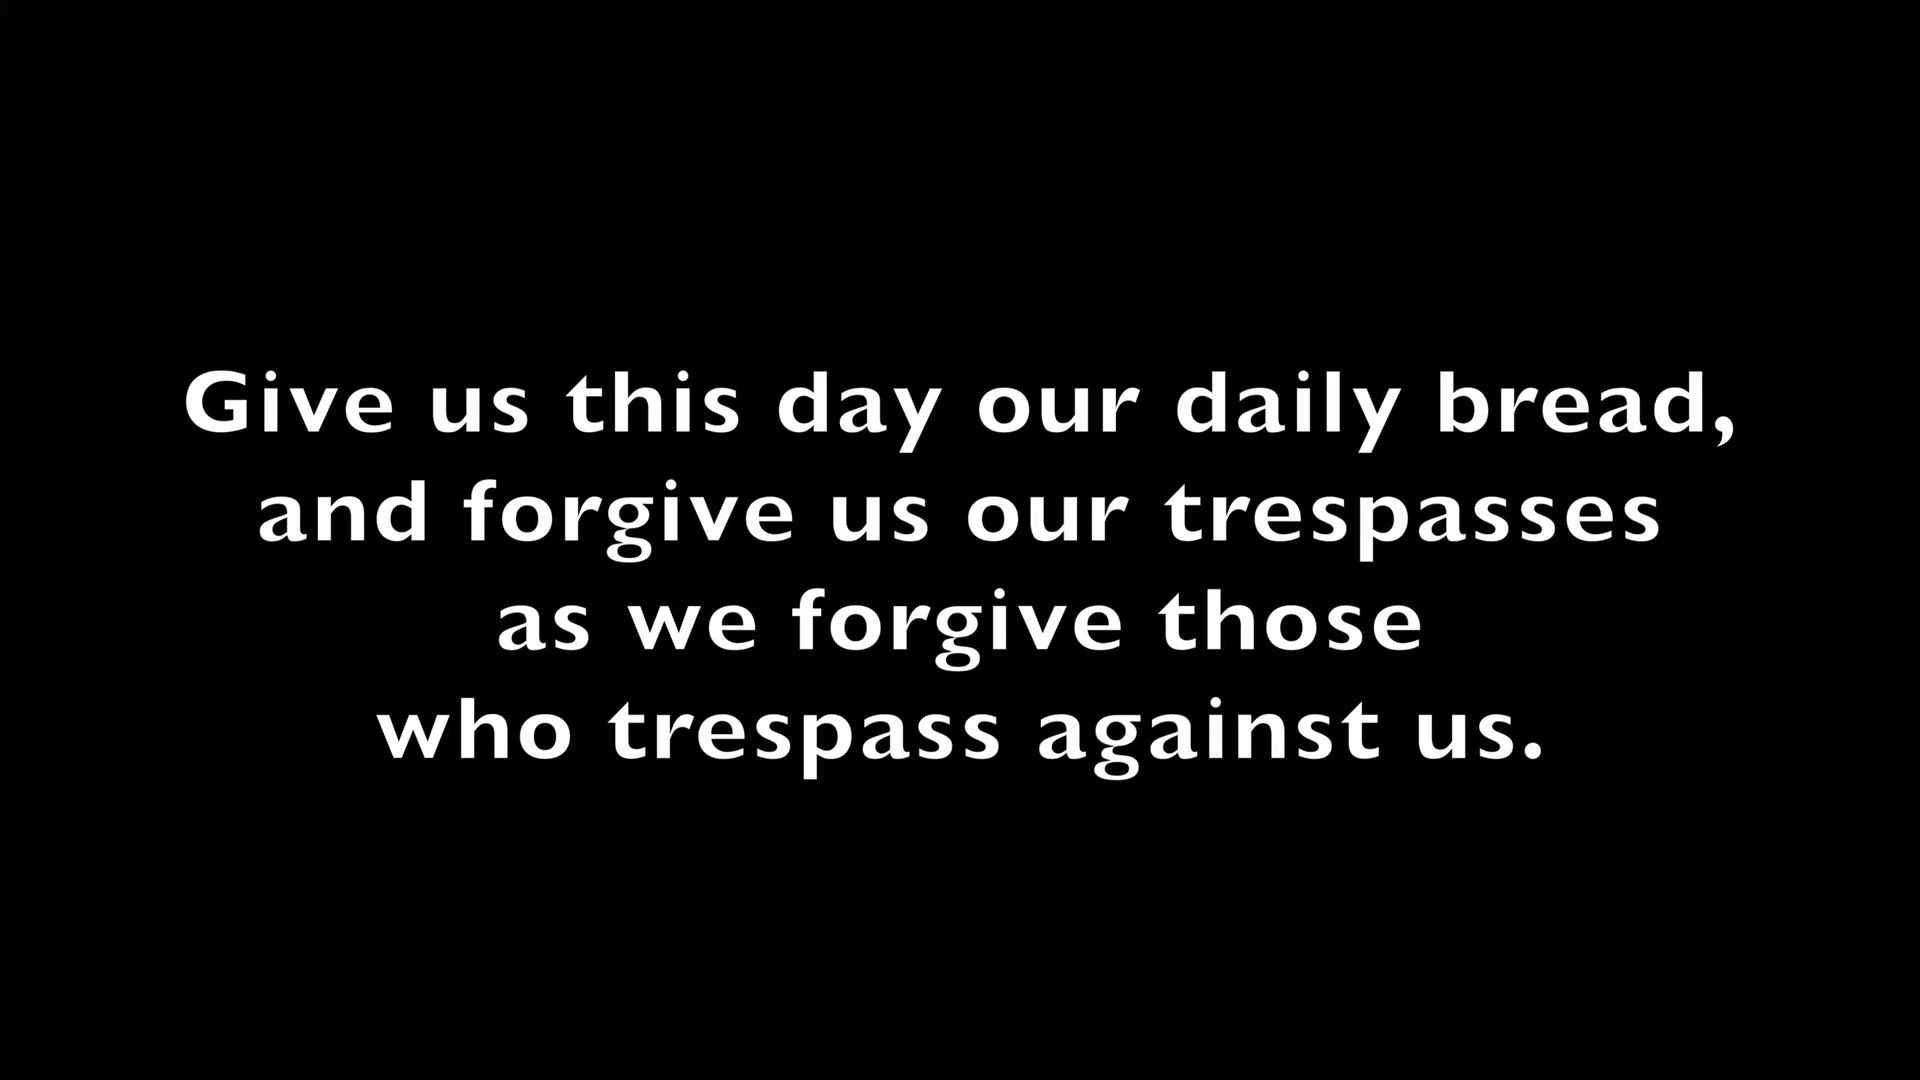 Give us this day our daily bread,
and forgive us our trespasses
as we forgive those
who trespass against us.